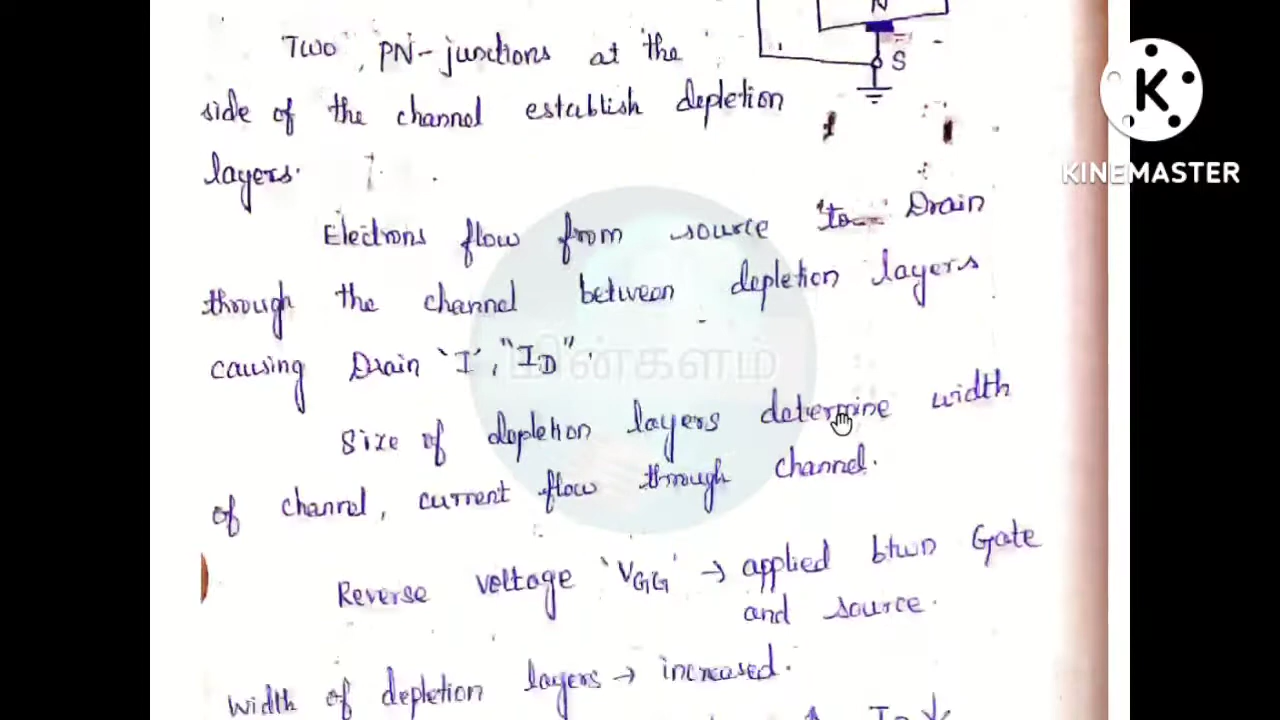 N
S
Two PN-junctions at the
side of the channel establish depletion
layers.
Electrons flow from source to Drain
through the channel between depletion layers
causing Drain 'I', "ID".
Size of depletion layers determine width
of channel, current flow through channel.
Reverse voltage 'VGG' → applied btwn Gate
and source.
Width of depletion layers → increased.
ID ↓
மின்களம்
K
KINEMASTER